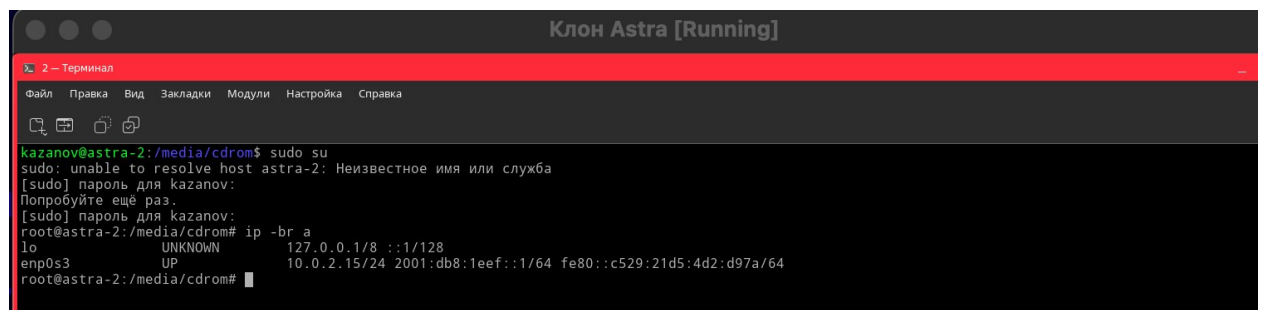 Клон Astra [Running]
2 — Терминал
Файл Правка Вид Закладки Модули Настройка Справка
kazanov@astra-2:/media/cdrom$ sudo su
sudo: unable to resolve host astra-2: Неизвестное имя или служба
[sudo] пароль для kazanov:
Попробуйте ещё раз.
[sudo] пароль для kazanov:
root@astra-2:/media/cdrom# ip -br a
lo               UNKNOWN        127.0.0.1/8 ::1/128
enp0s3           UP             10.0.2.15/24 2001:db8:1eef::1/64 fe80::c529:21d5:4d2:d97a/64
root@astra-2:/media/cdrom#